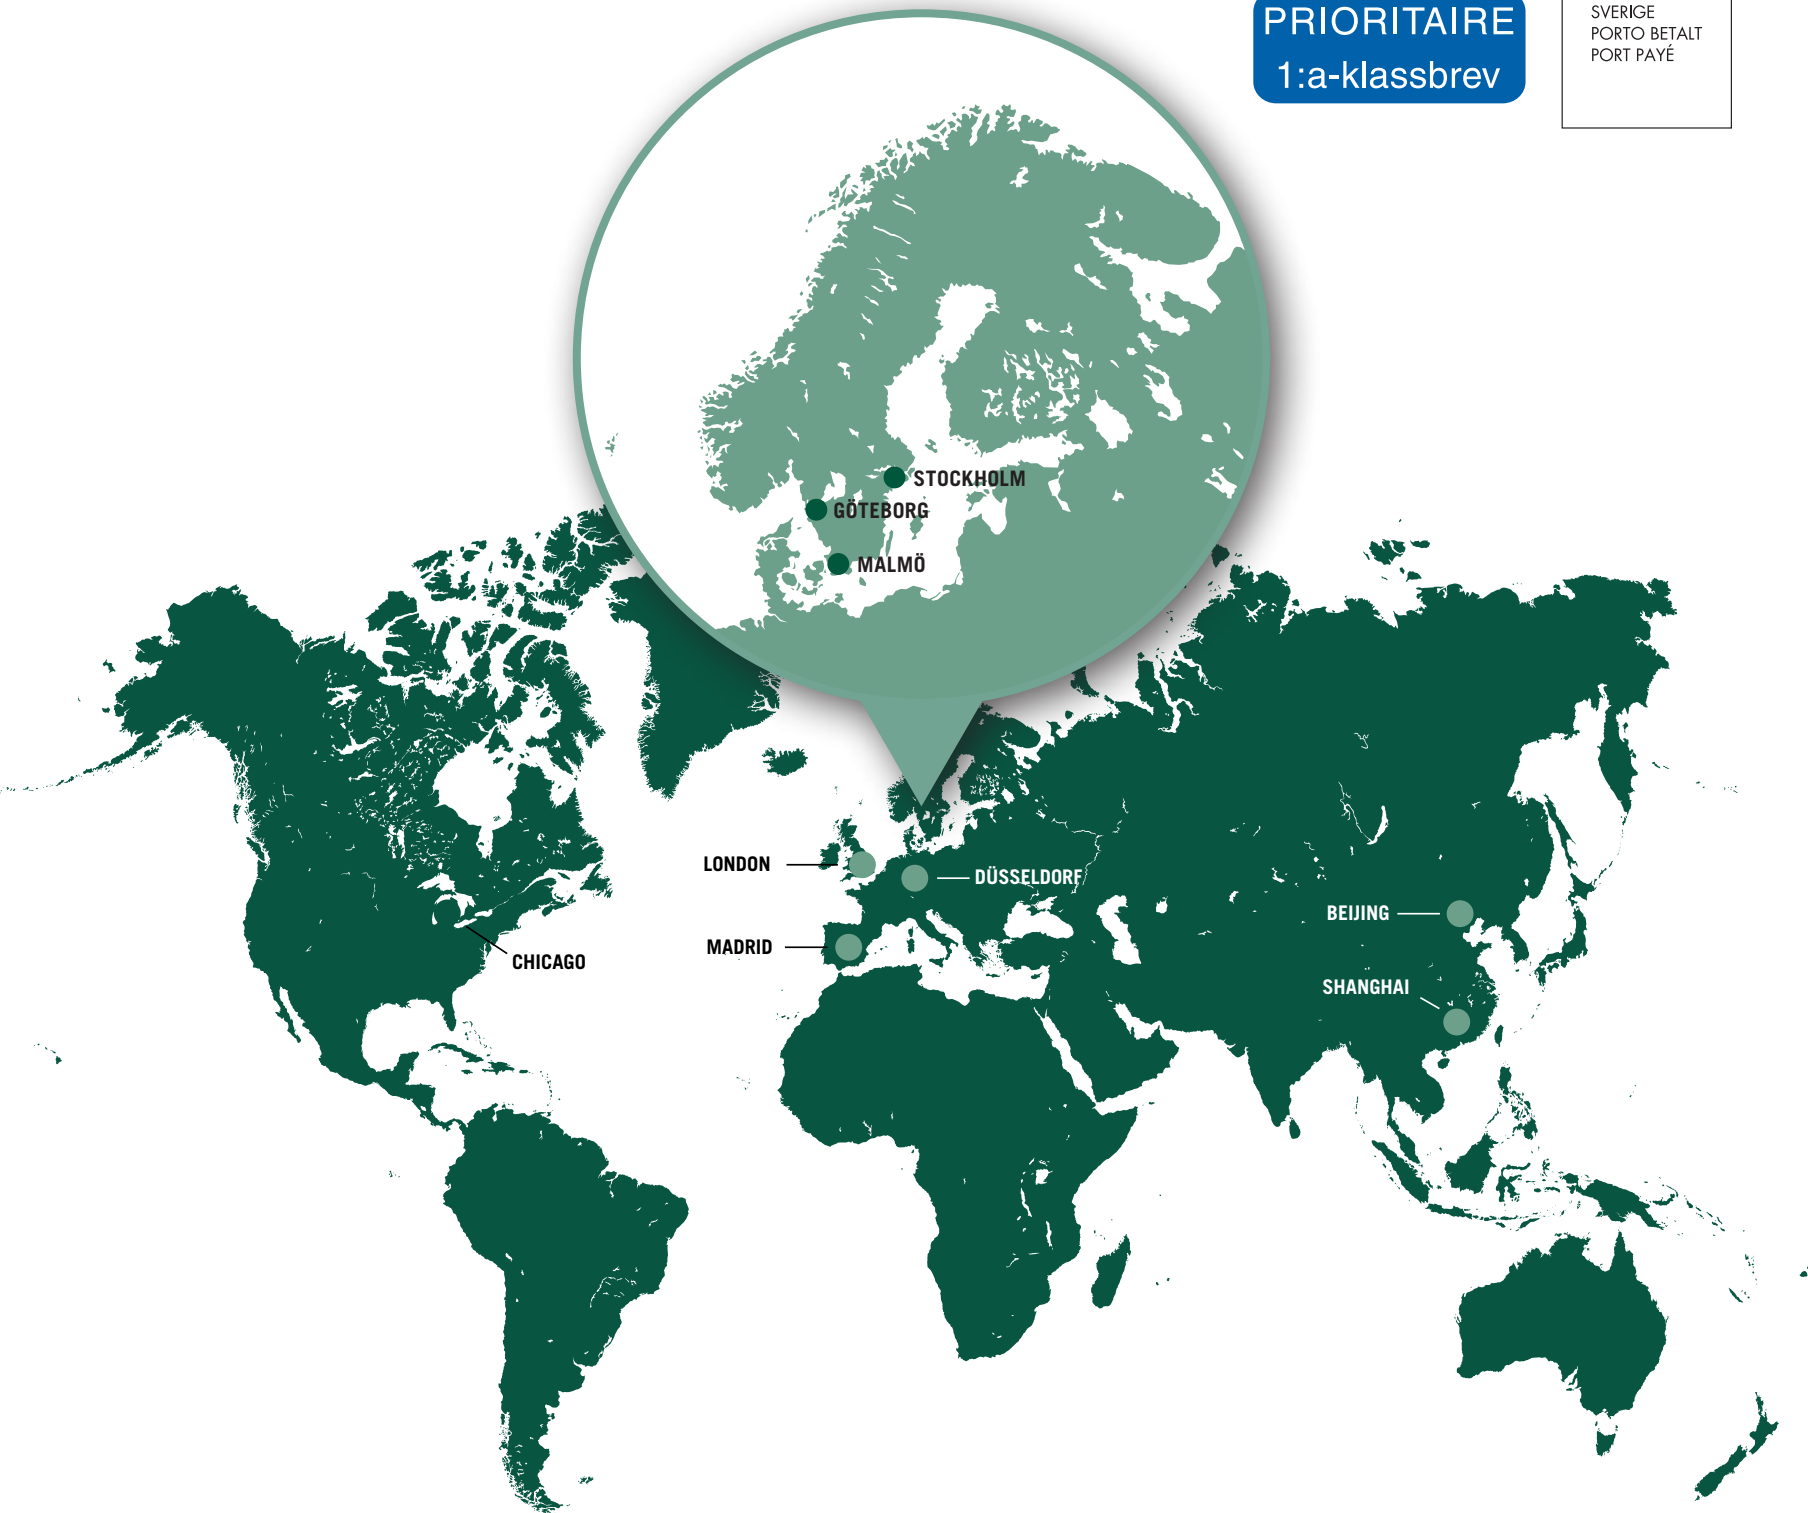 PRIORITAIRE
1:a-klassbrev
SVERIGE
PORTO BETALT
PORT PAYÉ
STOCKHOLM
GÖTEBORG
MALMÖ
LONDON
DÜSSELDORF
MADRID
CHICAGO
BEIJING
SHANGHAI